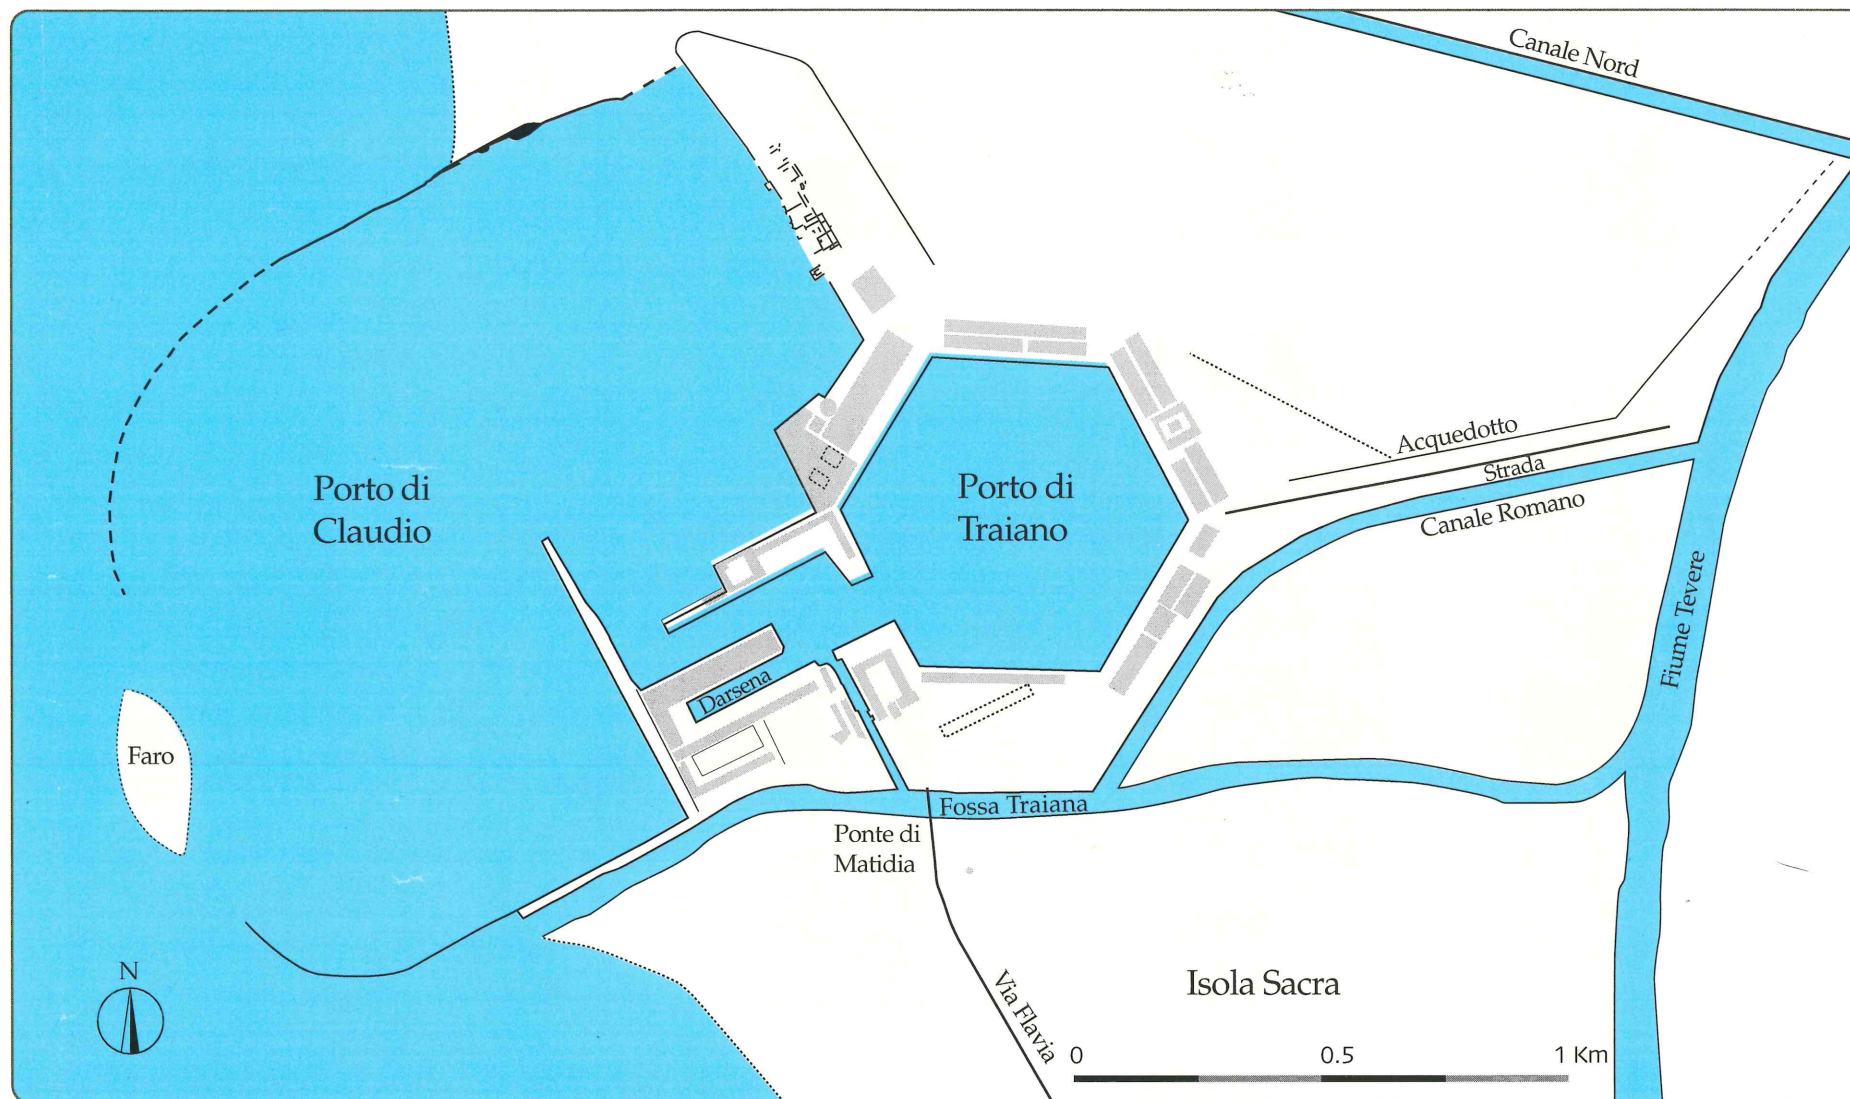 Canale Nord
Acquedotto
Strada
Canale Romano
Porto di
Claudio
Porto di
Traiano
Fiume Tevere
Darsena
Faro
Fossa Traiana
Ponte di
Matidia
Via Flavia
Isola Sacra
N
0 0.5 1 Km